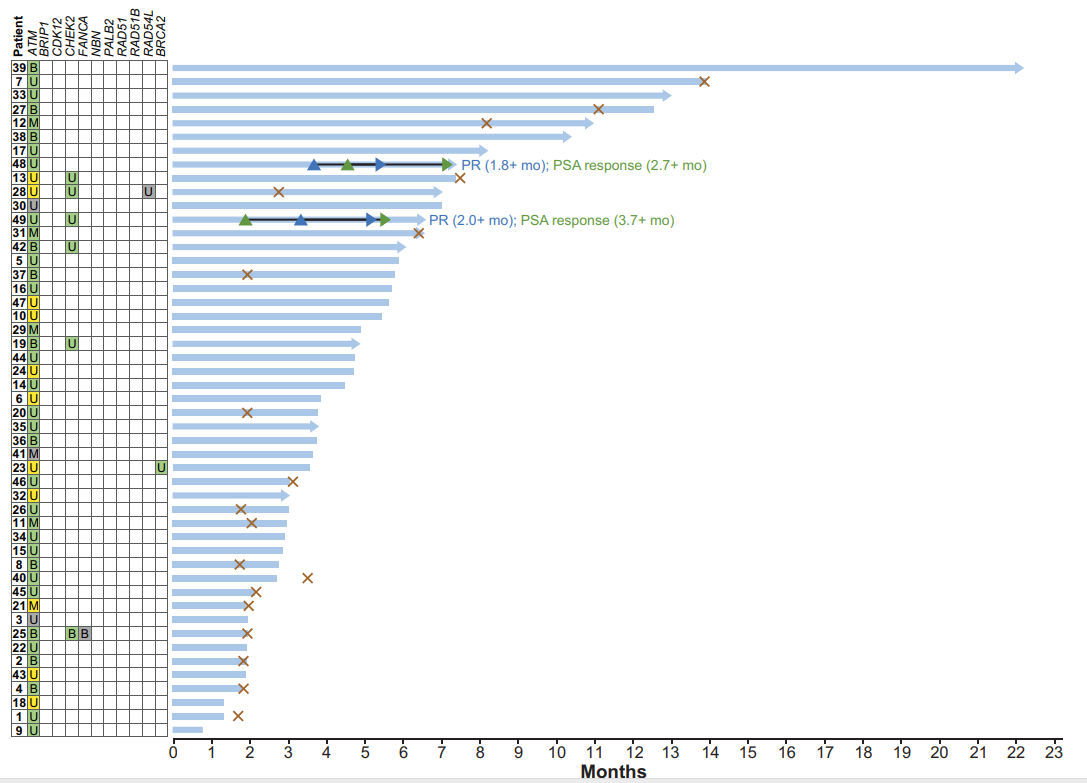 Patient ATM BRIP1 CDK12 CHEK2 FANCA NBN PALB2 RAD51 RAD51B RAD54L BRCA2
39 B
7 U
33 U
27 B
12 M
38 B
17 U
48 U PR (1.8+ mo); PSA response (2.7+ mo)
13 U U
28 U U U
30 U
49 U U PR (2.0+ mo); PSA response (3.7+ mo)
31 M
42 B U
5 U
37 B
16 U
47 U
10 U
29 M
19 B U
44 U
24 U
14 U
6 U
20 U
35 U
36 B
41 M
23 U U
46 U
32 U
26 U
11 M
34 U
15 U
8 B
40 U
45 U
21 M
3 U
25 B B B
22 U
2 B
43 U
4 B
18 U
1 U
9 U
0 1 2 3 4 5 6 7 8 9 10 11 12 13 14 15 16 17 18 19 20 21 22 23
Months